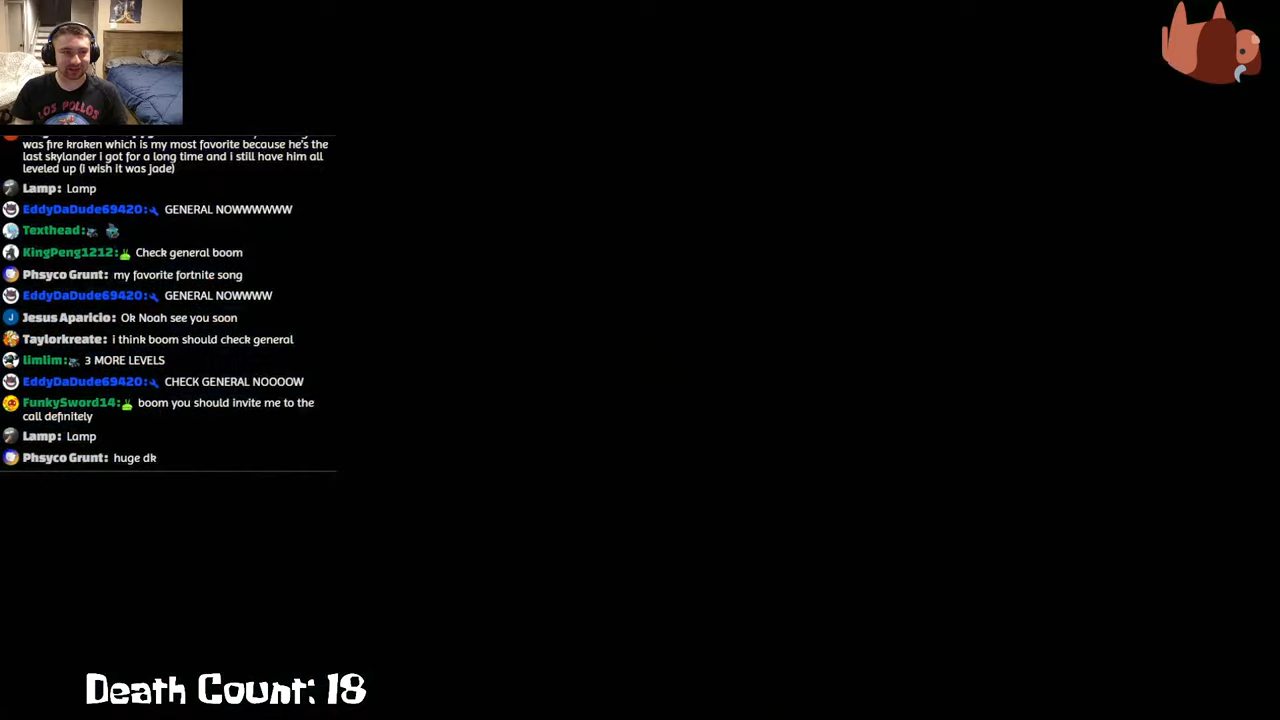 LOS POLLOS
was fire kraken which is my most favorite because he's the
last skylander i got for a long time and i still have him all
leveled up (i wish it was jade)
Lamp: Lamp
EddyDaDude69420: GENERAL NOWWWWWW
Texthead:
KingPeng1212: Check general boom
Phsyco Grunt: my favorite fortnite song
EddyDaDude69420: GENERAL NOWWWW
J Jesus Aparicio: Ok Noah see you soon
Taylorkreate: i think boom should check general
limlim: 3 MORE LEVELS
EddyDaDude69420: CHECK GENERAL NOOOOW
FunkySword14: boom you should invite me to the
call definitely
Lamp: Lamp
Phsyco Grunt: huge dk
Death Count: 18